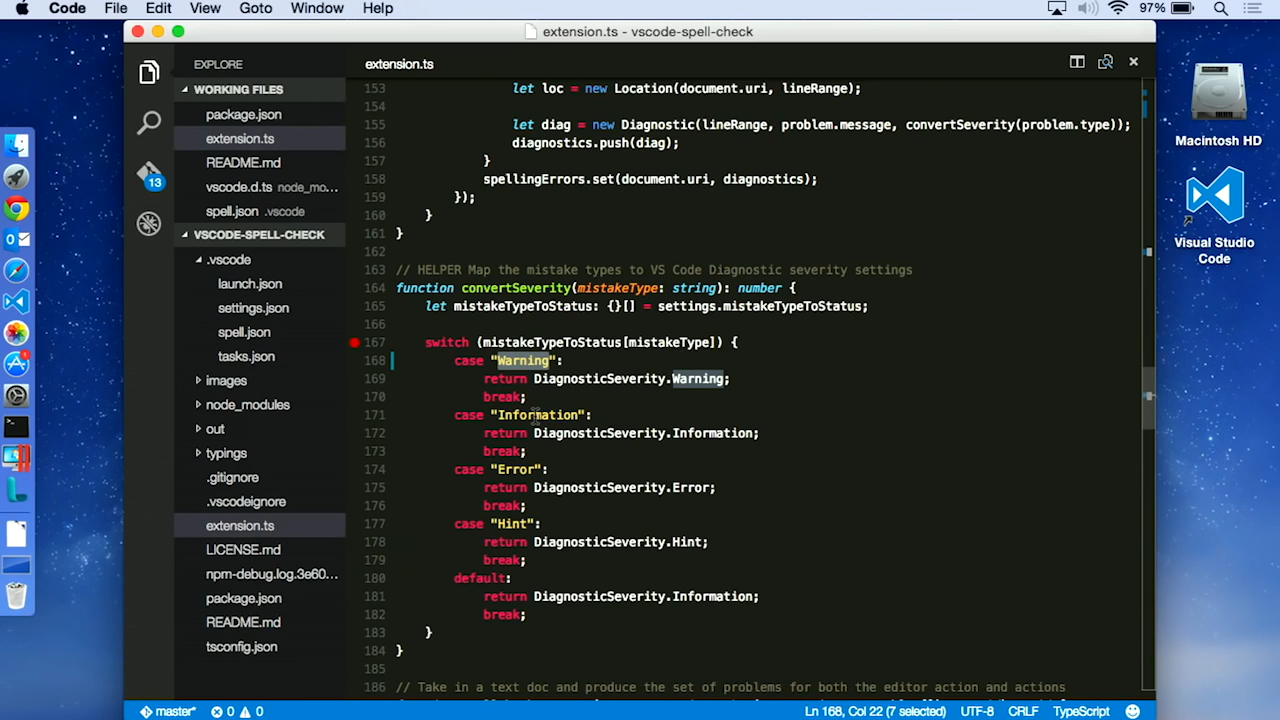 Code File Edit View Goto Window Help 97%
extension.ts - vscode-spell-check
EXPLORE
WORKING FILES
package.json
extension.ts
README.md
vscode.d.ts node_mo...
spell.json .vscode
13
VSCODE-SPELL-CHECK
.vscode
launch.json
settings.json
spell.json
tasks.json
images
node_modules
out
typings
.gitignore
.vscodeignore
extension.ts
LICENSE.md
npm-debug.log.3e60...
package.json
README.md
tsconfig.json
extension.ts
153 let loc = new Location(document.uri, lineRange);
154
155 let diag = new Diagnostic(lineRange, problem.message, convertSeverity(problem.type));
156 diagnostics.push(diag);
157 }
158 spellingErrors.set(document.uri, diagnostics);
159 });
160 }
161 }
162
163 // HELPER Map the mistake types to VS Code Diagnostic severity settings
164 function convertSeverity(mistakeType: string): number {
165 let mistakeTypeToStatus: {}[] = settings.mistakeTypeToStatus;
166
167 switch (mistakeTypeToStatus[mistakeType]) {
168 case "Warning":
169 return DiagnosticSeverity.Warning;
170 break;
171 case "Information":
172 return DiagnosticSeverity.Information;
173 break;
174 case "Error":
175 return DiagnosticSeverity.Error;
176 break;
177 case "Hint":
178 return DiagnosticSeverity.Hint;
179 break;
180 default:
181 return DiagnosticSeverity.Information;
182 break;
183 }
184 }
185
186 // Take in a text doc and produce the set of problems for both the editor action and actions
master* 0 0 Ln 168, Col 22 (7 selected) UTF-8 CRLF TypeScript
Macintosh HD
Visual Studio
Code